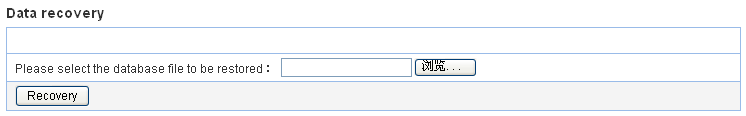 Data recovery
Please select the database file to be restored： 浏览...
Recovery